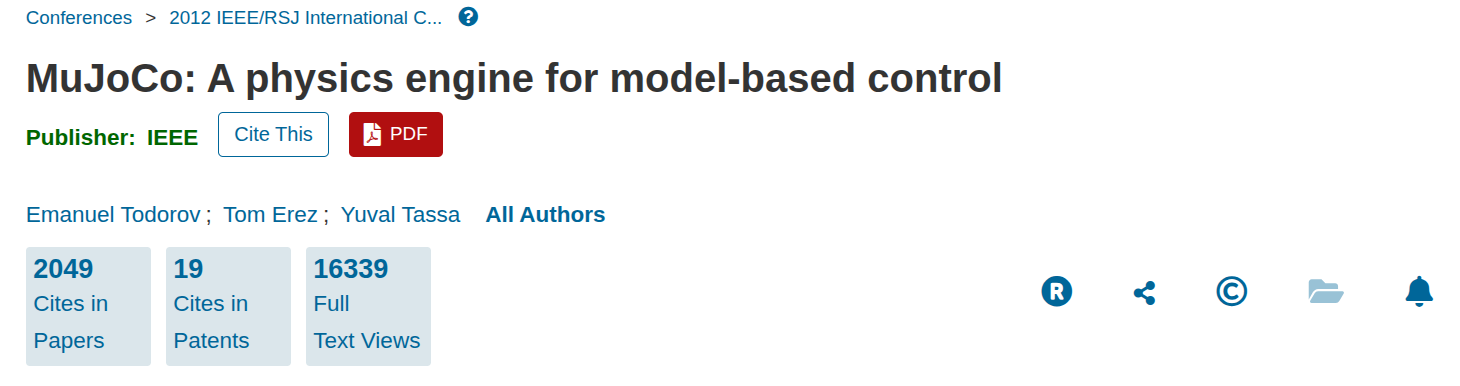 Conferences > 2012 IEEE/RSJ International C... ?
MuJoCo: A physics engine for model-based control
Publisher: IEEE Cite This PDF
Emanuel Todorov ; Tom Erez ; Yuval Tassa All Authors
2049 19 16339
Cites in Cites in Full
Papers Patents Text Views
R ©